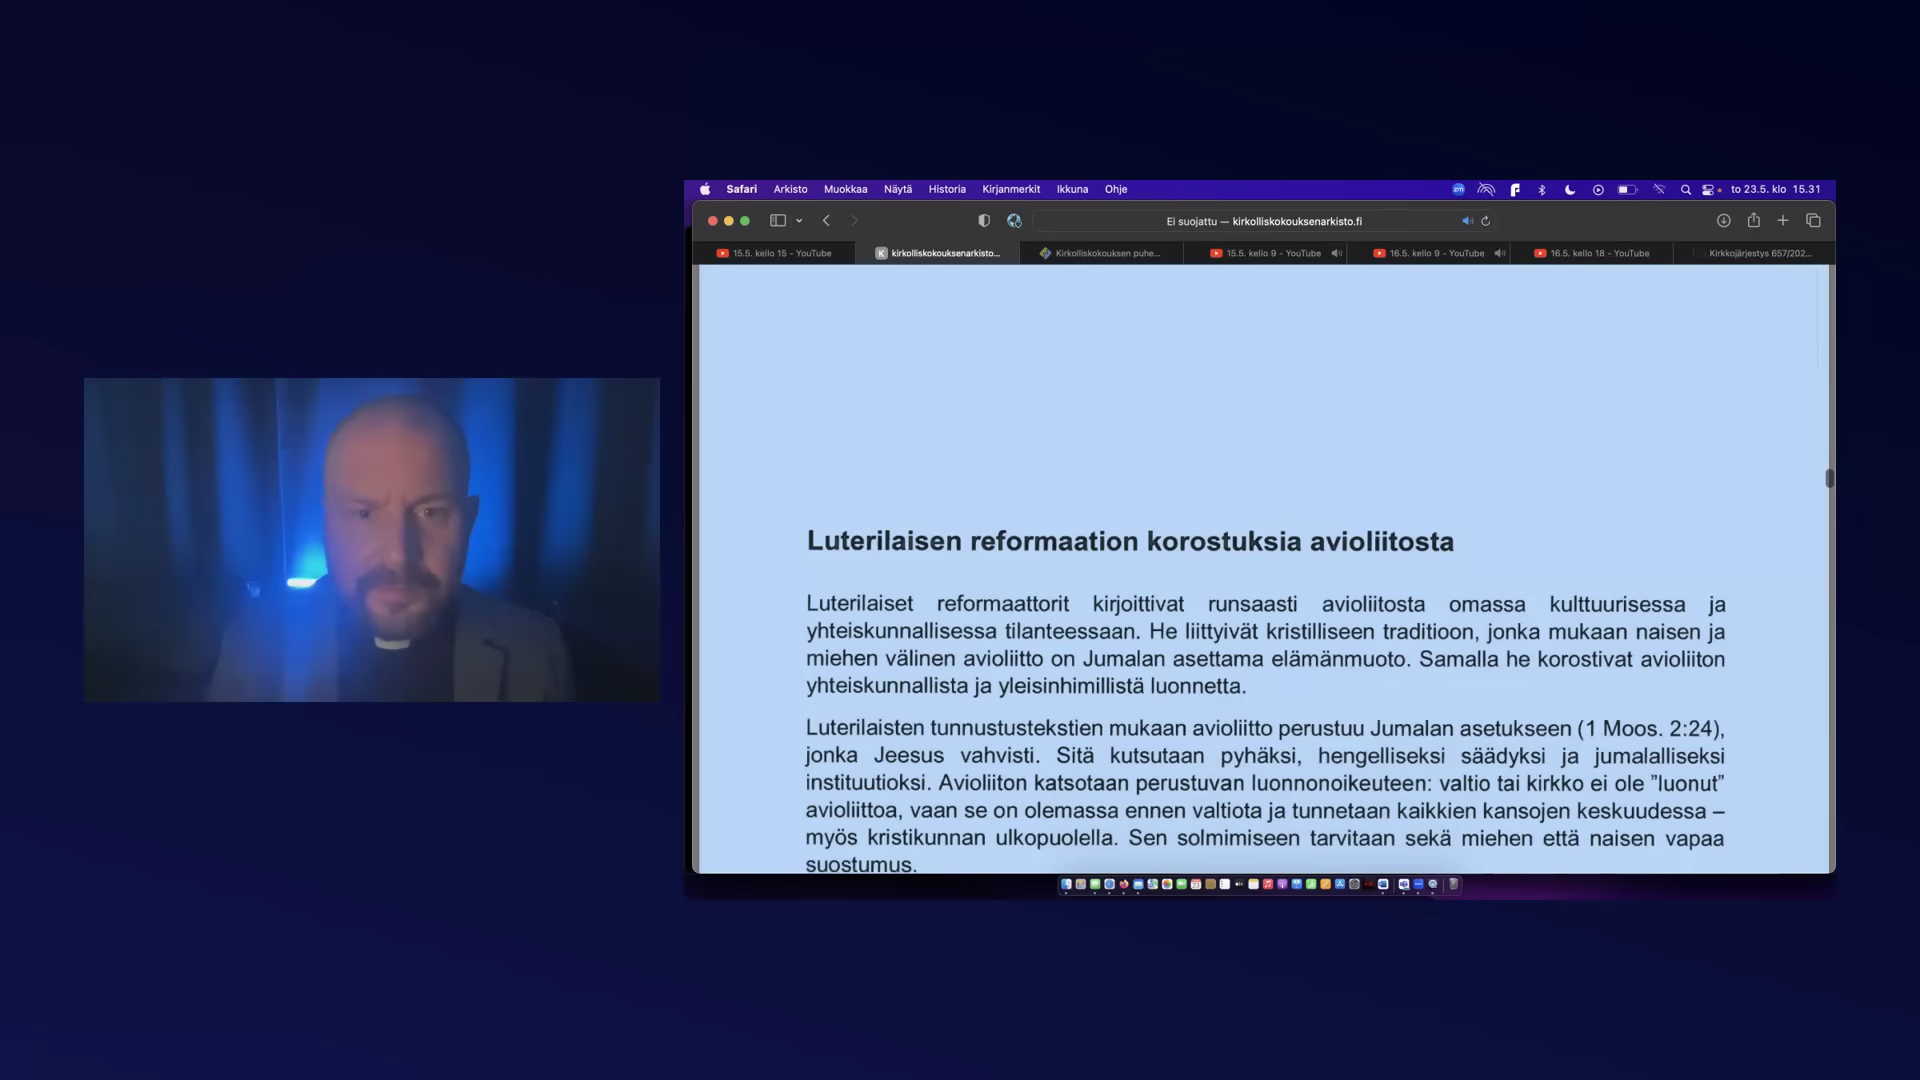 Safari Arkisto Muokkaa Näytä Historia Kirjanmerkit Ikkuna Ohje zm to 23.5. klo 15.31
Ei suojattu — kirkolliskokouksenarkisto.fi
15.5. kello 15 - YouTube K kirkolliskokouksenarkisto... Kirkolliskokouksen puhe... 15.5. kello 9 - YouTube 16.5. kello 9 - YouTube 16.5. kello 18 - YouTube Kirkkojärjestys 657/202...
Luterilaisen reformaation korostuksia avioliitosta
Luterilaiset reformaattorit kirjoittivat runsaasti avioliitosta omassa kulttuurisessa ja
yhteiskunnallisessa tilanteessaan. He liittyivät kristilliseen traditioon, jonka mukaan naisen ja
miehen välinen avioliitto on Jumalan asettama elämänmuoto. Samalla he korostivat avioliiton
yhteiskunnallista ja yleisinhimillistä luonnetta.
Luterilaisten tunnustustekstien mukaan avioliitto perustuu Jumalan asetukseen (1 Moos. 2:24),
jonka Jeesus vahvisti. Sitä kutsutaan pyhäksi, hengelliseksi säädyksi ja jumalalliseksi
instituutioksi. Avioliiton katsotaan perustuvan luonnonoikeuteen: valtio tai kirkko ei ole ”luonut”
avioliittoa, vaan se on olemassa ennen valtiota ja tunnetaan kaikkien kansojen keskuudessa –
myös kristikunnan ulkopuolella. Sen solmimiseen tarvitaan sekä miehen että naisen vapaa
suostumus.